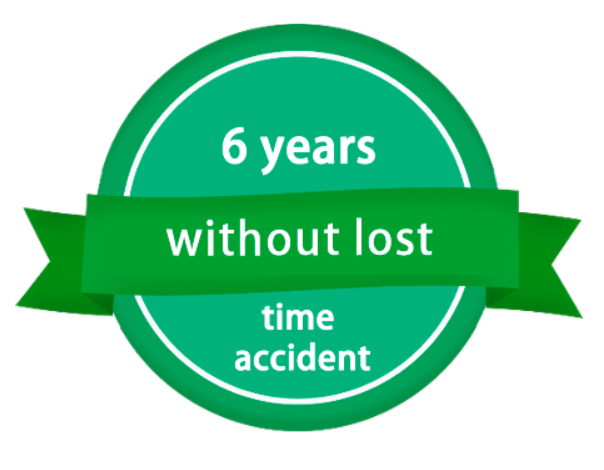 6 years
without lost
time
accident